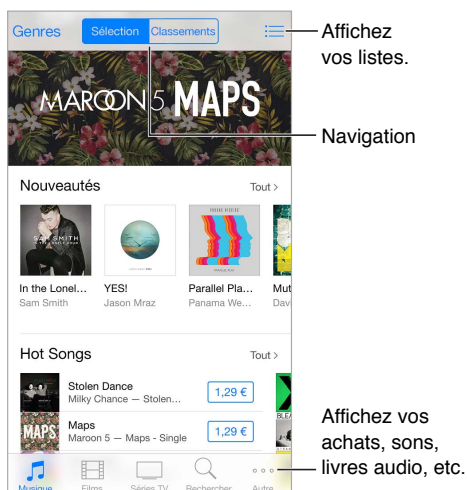 Genres
Sélection
Classements
Affichez
vos listes.
MAROON 5 MAPS
Navigation
Nouveautés
Tout >
SAM SMITH
In the Lonel...
Sam Smith
YES!
Jason Mraz
Parallel Pla...
Panama We...
Mut
Dav
Hot Songs
Tout >
Stolen Dance
Milky Chance — Stolen...
1,29 €
MAPS
Maps
Maroon 5 — Maps - Single
1,29 €
BLEA
Affichez vos
achats, sons,
livres audio, etc.
Musique
Films
Séries TV
Rechercher
Autre